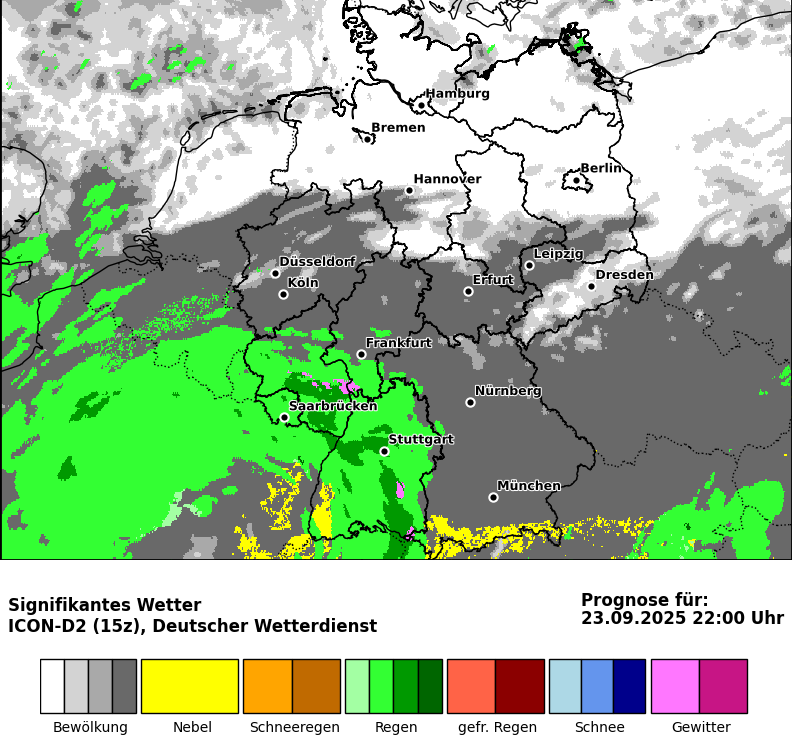 Hamburg
Bremen
Berlin
Hannover
Leipzig
Düsseldorf
Dresden
Köln
Erfurt
Frankfurt
Nürnberg
Saarbrücken
Stuttgart
München
Signifikantes Wetter
ICON-D2 (15z), Deutscher Wetterdienst
Prognose für:
23.09.2025 22:00 Uhr
Bewölkung
Nebel
Schneeregen
Regen
gefr. Regen
Schnee
Gewitter